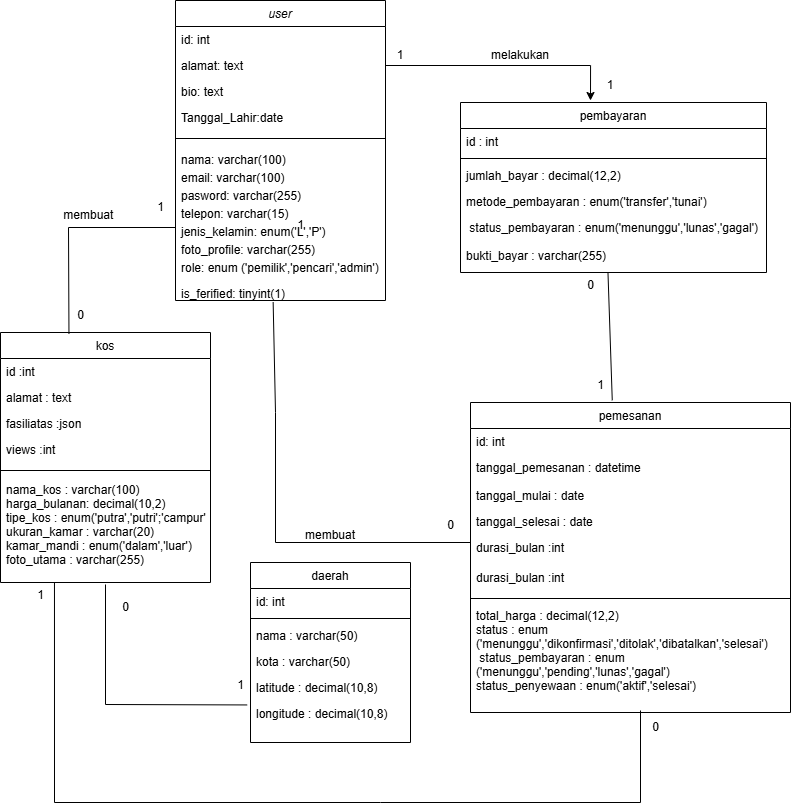 user
id: int
alamat: text
bio: text
Tanggal_Lahir:date
nama: varchar(100)
email: varchar(100)
pasword: varchar(255)
telepon: varchar(15)
jenis_kelamin: enum('L','P')
foto_profile: varchar(255)
role: enum ('pemilik','pencari','admin')
is_ferified: tinyint(1)
1
1
melakukan
1
pembayaran
id : int
jumlah_bayar : decimal(12,2)
metode_pembayaran : enum('transfer','tunai')
status_pembayaran : enum('menunggu','lunas','gagal')
bukti_bayar : varchar(255)
0
1
membuat
1
0
kos
id :int
alamat : text
fasiliatas :json
views :int
nama_kos : varchar(100)
harga_bulanan: decimal(10,2)
tipe_kos : enum('putra','putri';'campur'
ukuran_kamar : varchar(20)
kamar_mandi : enum('dalam','luar')
foto_utama : varchar(255)
1
0
membuat
0
pemesanan
id: int
tanggal_pemesanan : datetime
tanggal_mulai : date
tanggal_selesai : date
durasi_bulan :int
durasi_bulan :int
total_harga : decimal(12,2)
status : enum
('menunggu','dikonfirmasi','ditolak','dibatalkan','selesai')
status_pembayaran : enum
('menunggu','pending','lunas','gagal')
status_penyewaan : enum('aktif','selesai')
0
daerah
id: int
nama : varchar(50)
kota : varchar(50)
latitude : decimal(10,8)
longitude : decimal(10,8)
1